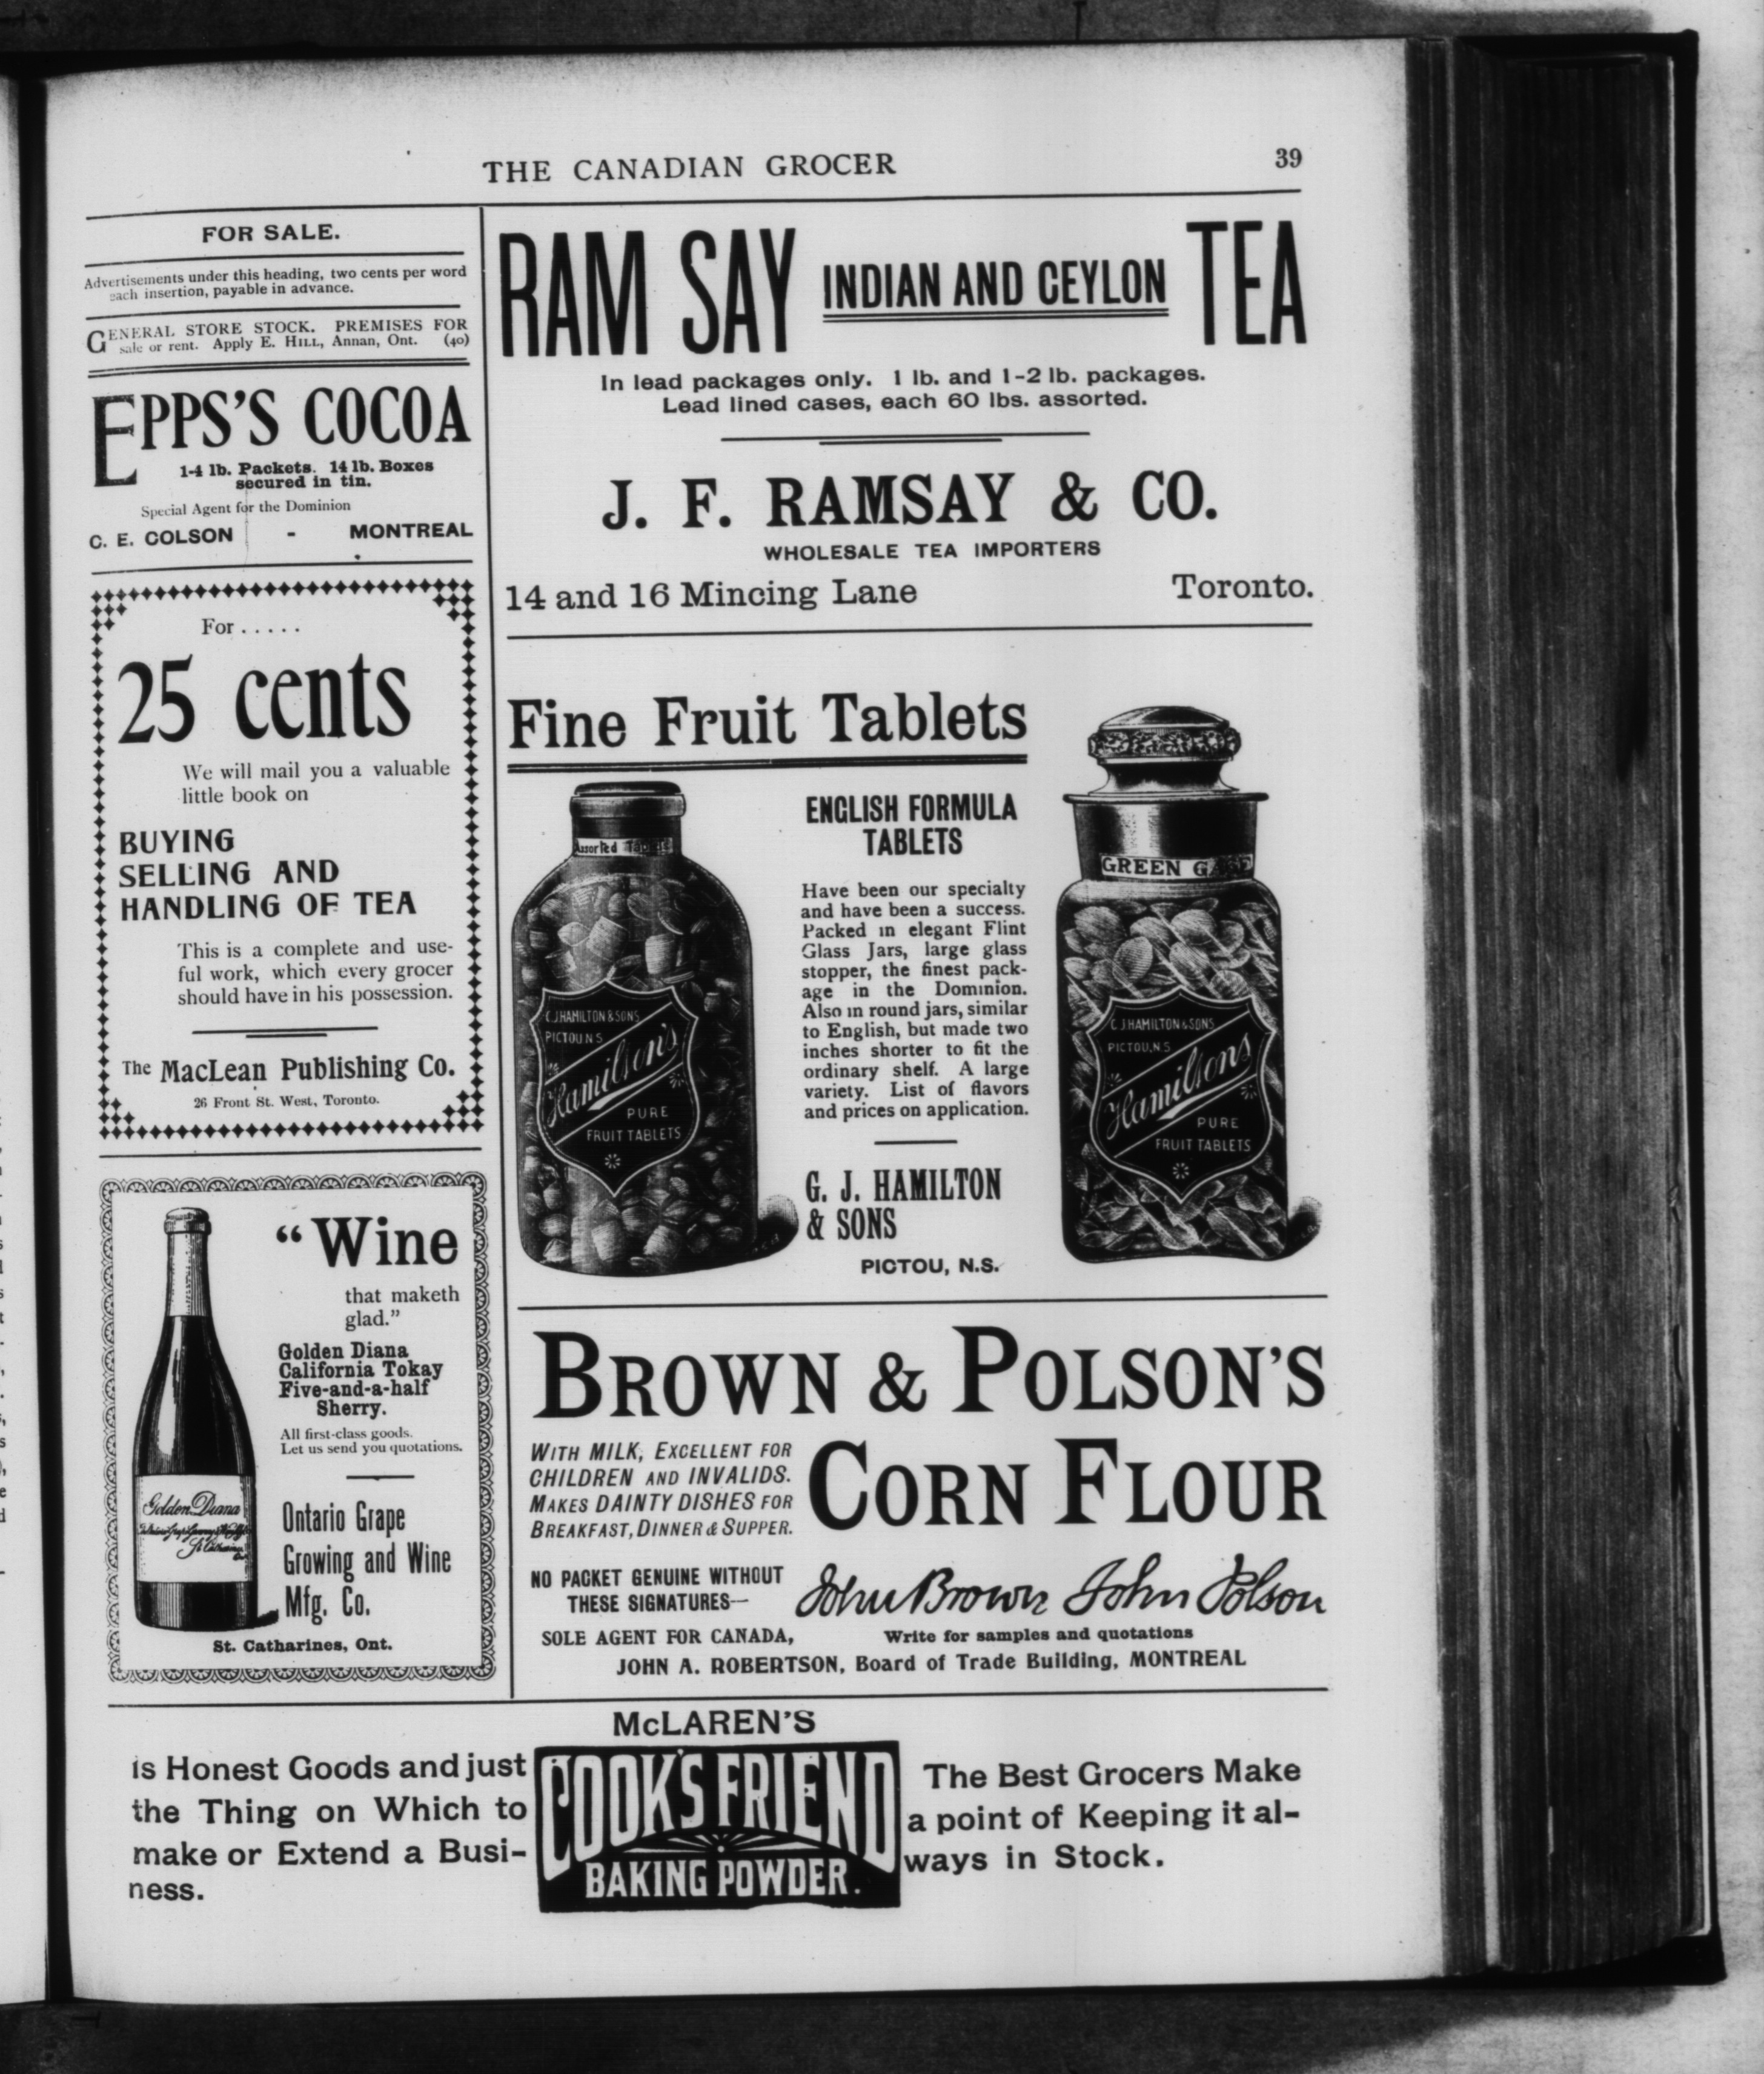 THE CANADIAN GROCER
39
FOR SALE.
Advertisements under this heading, two cents per word
each insertion, payable in advance.
GENERAL STORE STOCK. PREMISES FOR
sale or rent. Apply E. HILL, Annan, Ont. (40)
EPPS'S COCOA
1-4 lb. Packets. 14 lb. Boxes
secured in tin.
Special Agent for the Dominion
C. E. COLSON - MONTREAL
For.....
25 cents
We will mail you a valuable
little book on
BUYING
SELLING AND
HANDLING OF TEA
This is a complete and use-
ful work, which every grocer
should have in his possession.
The MacLean Publishing Co.
26 Front St. West, Toronto.
"Wine
that maketh
glad."
Golden Diana
California Tokay
Five-and-a-half
Sherry.
All first-class goods.
Let us send you quotations.
Ontario Grape
Growing and Wine
Mfg. Co.
St. Catharines, Ont.
Golden Diana
RAM SAY INDIAN AND CEYLON TEA
In lead packages only. 1 lb. and 1-2 lb. packages.
Lead lined cases, each 60 lbs. assorted.
J. F. RAMSAY & CO.
WHOLESALE TEA IMPORTERS
14 and 16 Mincing Lane Toronto.
Fine Fruit Tablets
Assorted Tablets
C. J. HAMILTON & SONS
PICTOU N S
Hamilton's
PURE
FRUIT TABLETS
ENGLISH FORMULA
TABLETS
Have been our specialty
and have been a success.
Packed in elegant Flint
Glass Jars, large glass
stopper, the finest pack-
age in the Dominion.
Also in round jars, similar
to English, but made two
inches shorter to fit the
ordinary shelf. A large
variety. List of flavors
and prices on application.
G. J. HAMILTON
& SONS
PICTOU, N.S.
GREEN GAGE
C J HAMILTON & SONS
PICTOU, N.S
Hamiltons
PURE
FRUIT TABLETS
BROWN & POLSON'S
CORN FLOUR
WITH MILK, EXCELLENT FOR
CHILDREN AND INVALIDS.
MAKES DAINTY DISHES FOR
BREAKFAST, DINNER & SUPPER.
NO PACKET GENUINE WITHOUT
THESE SIGNATURES—
John Brown John Polson
SOLE AGENT FOR CANADA, Write for samples and quotations
JOHN A. ROBERTSON, Board of Trade Building, MONTREAL
McLAREN'S
is Honest Goods and just
the Thing on Which to
make or Extend a Busi-
ness.
COOK'S FRIEND
BAKING POWDER.
The Best Grocers Make
a point of Keeping it al-
ways in Stock.